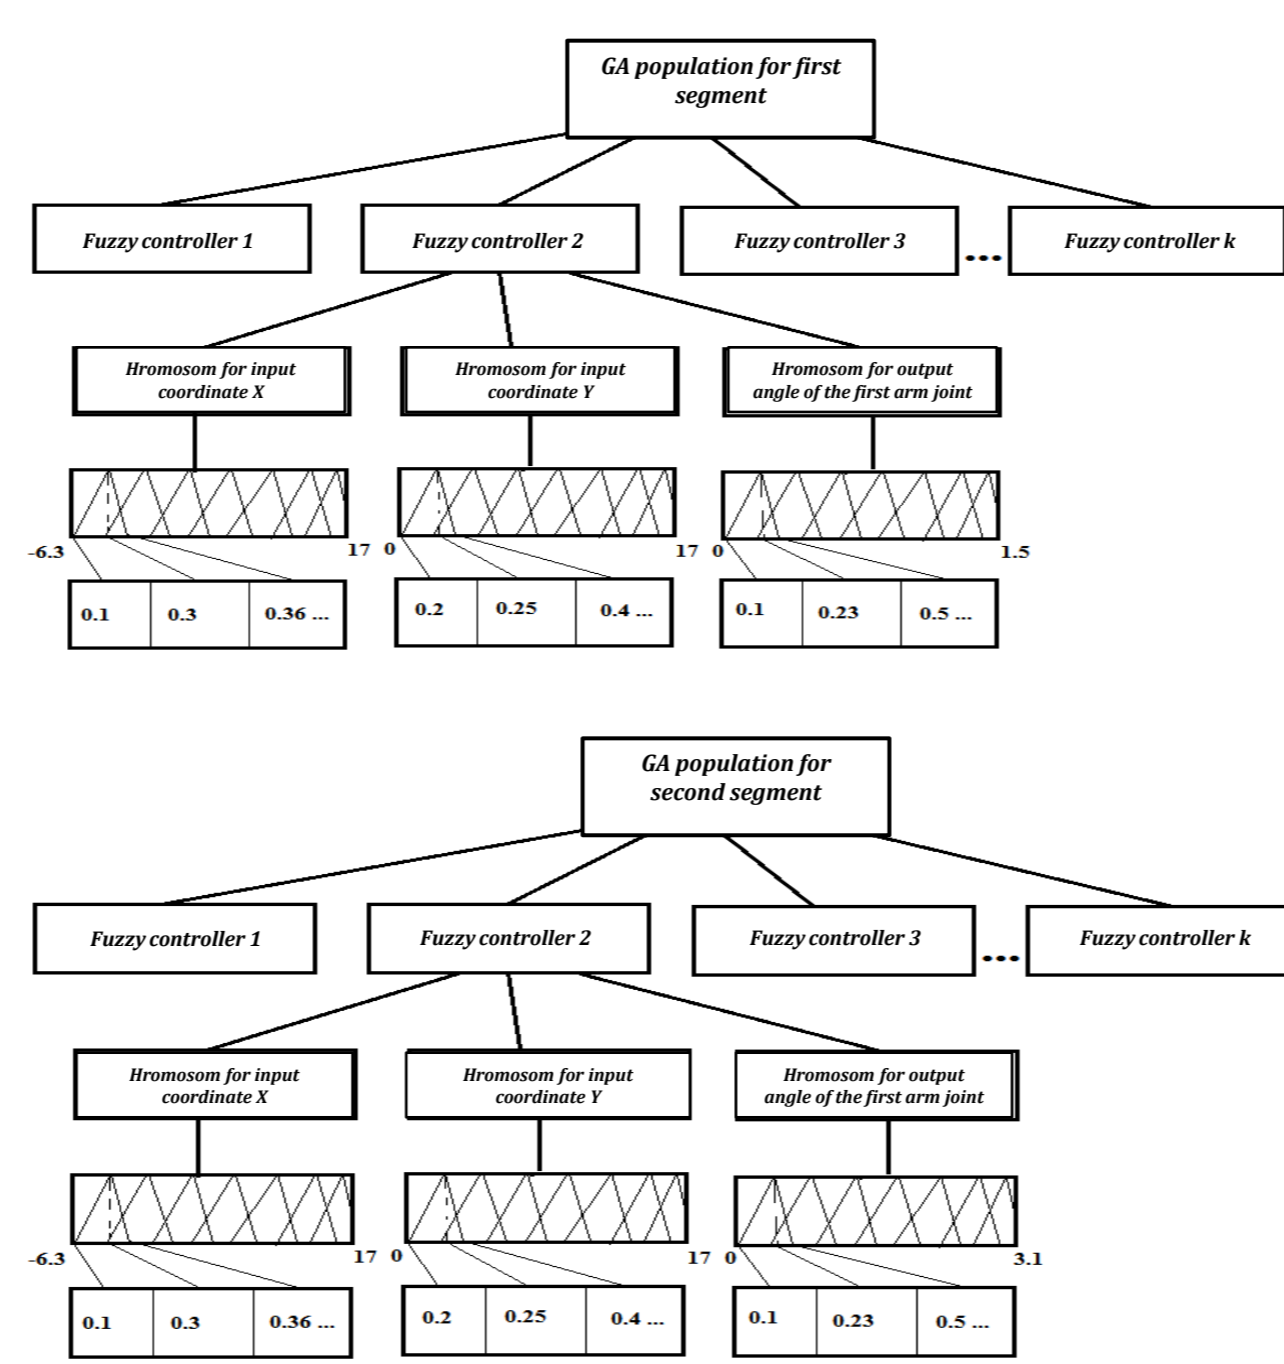 GA population for first
segment
Fuzzy controller 1
Fuzzy controller 2
Fuzzy controller 3
...
Fuzzy controller k
Hromosom for input
coordinate X
Hromosom for input
coordinate Y
Hromosom for output
angle of the first arm joint
-6.3
17
0
17
0
1.5
0.1
0.3
0.36 ...
0.2
0.25
0.4 ...
0.1
0.23
0.5 ...
GA population for
second segment
Fuzzy controller 1
Fuzzy controller 2
Fuzzy controller 3
...
Fuzzy controller k
Hromosom for input
coordinate X
Hromosom for input
coordinate Y
Hromosom for output
angle of the first arm joint
-6.3
17
0
17
0
3.1
0.1
0.3
0.36 ...
0.2
0.25
0.4 ...
0.1
0.23
0.5 ...